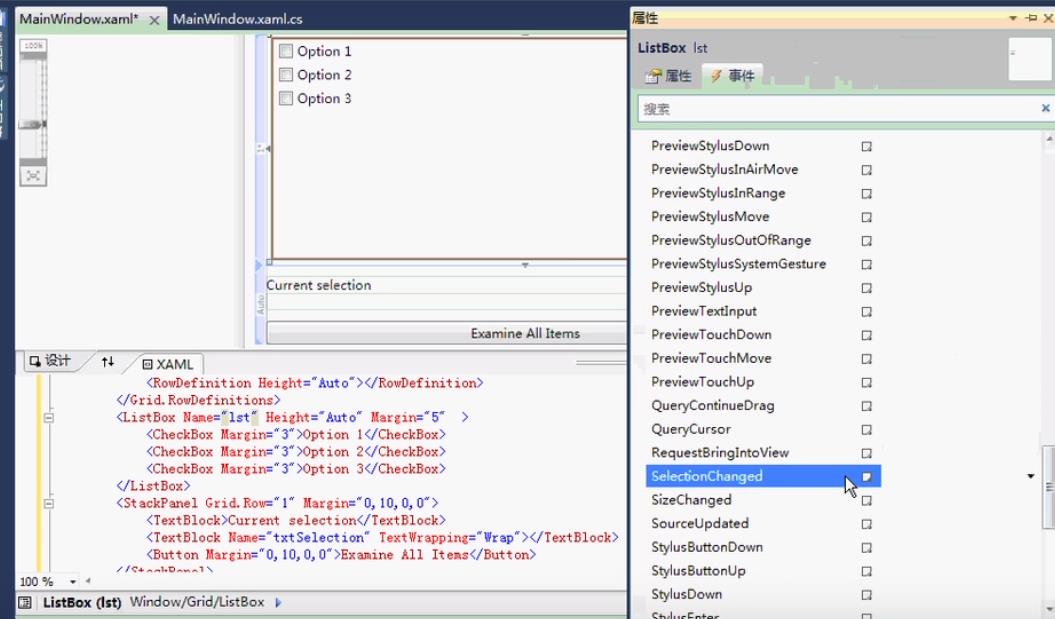 MainWindow.xaml* × MainWindow.xaml.cs
100%
Option 1
Option 2
Option 3
Current selection
Auto
Examine All Items
设计 XAML
<RowDefinition Height="Auto"></RowDefinition>
</Grid.RowDefinitions>
<ListBox Name="lst" Height="Auto" Margin="5" >
<CheckBox Margin="3">Option 1</CheckBox>
<CheckBox Margin="3">Option 2</CheckBox>
<CheckBox Margin="3">Option 3</CheckBox>
</ListBox>
<StackPanel Grid.Row="1" Margin="0,10,0,0">
<TextBlock>Current selection</TextBlock>
<TextBlock Name="txtSelection" TextWrapping="Wrap"></TextBlock>
<Button Margin="0,10,0,0">Examine All Items</Button>
</StackPanel>
100 %
ListBox (lst) Window/Grid/ListBox
属性
ListBox lst
属性 事件
搜索
PreviewStylusDown
PreviewStylusInAirMove
PreviewStylusInRange
PreviewStylusMove
PreviewStylusOutOfRange
PreviewStylusSystemGesture
PreviewStylusUp
PreviewTextInput
PreviewTouchDown
PreviewTouchMove
PreviewTouchUp
QueryContinueDrag
QueryCursor
RequestBringIntoView
SelectionChanged
SizeChanged
SourceUpdated
StylusButtonDown
StylusButtonUp
StylusDown
StylusEnter